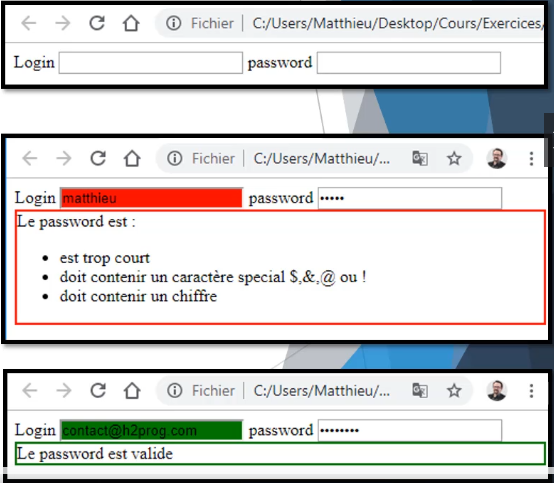 Fichier C:/Users/Matthieu/Desktop/Cours/Exercices/
Login password
Fichier C:/Users/Matthieu/...
Login matthieu password •••••
Le password est :
• est trop court
• doit contenir un caractère special $,&,@ ou !
• doit contenir un chiffre
Fichier C:/Users/Matthieu/...
Login contact@h2prog.com password ••••••••
Le password est valide